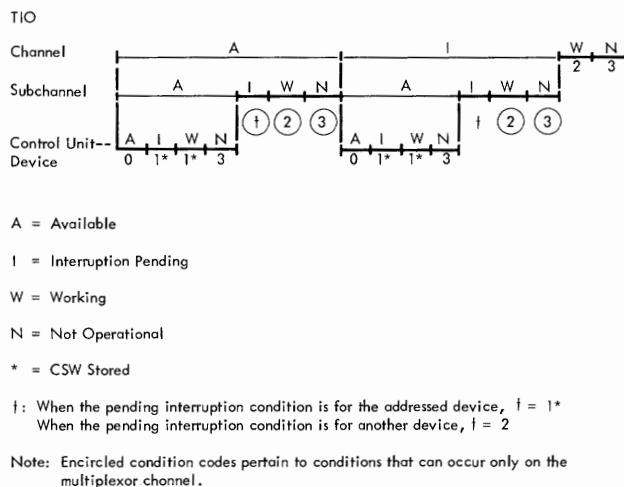 TIO
Channel A I W N
2 3
Subchannel A I W N A I W N
† 2 3 † 2 3
Control Unit--
Device
A I W N A I W N
0 1* 1* 3 0 1* 1* 3
A = Available
I = Interruption Pending
W = Working
N = Not Operational
* = CSW Stored
†: When the pending interruption condition is for the addressed device, † = 1*
When the pending interruption condition is for another device, † = 2
Note: Encircled condition codes pertain to conditions that can occur only on the
multiplexor channel.